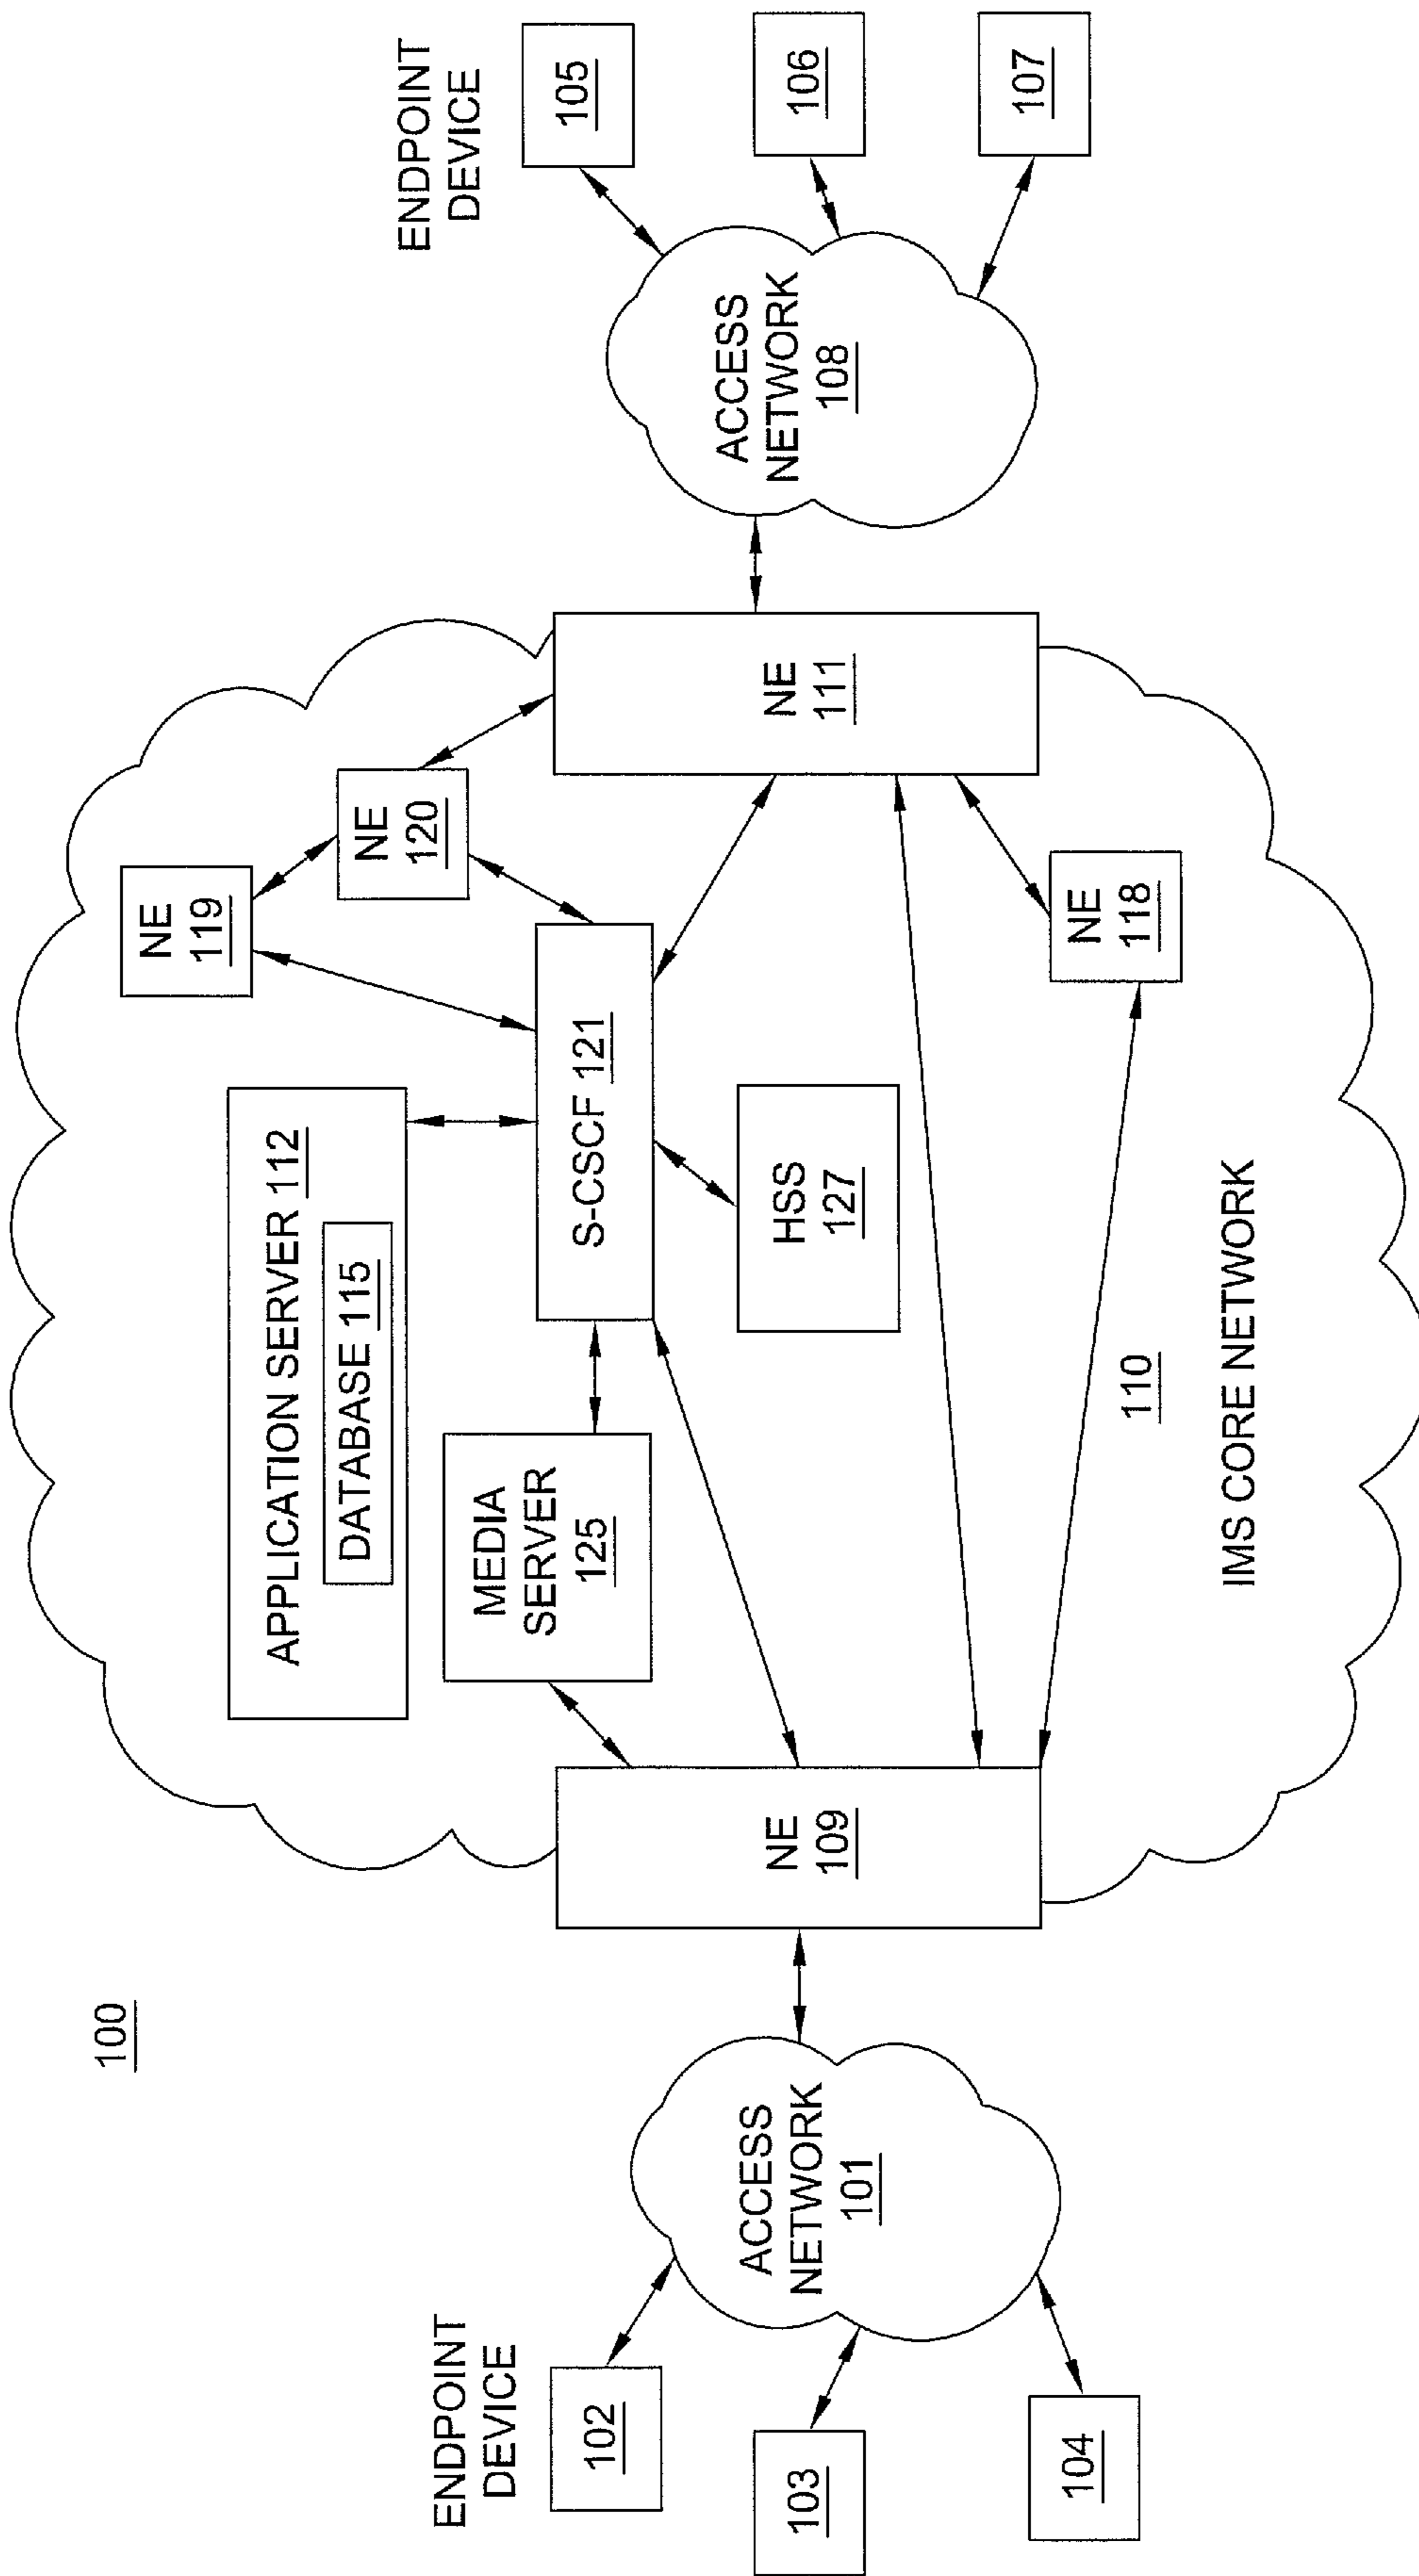 100
ENDPOINT
DEVICE
102
103
104
ACCESS
NETWORK
101
NE
109
APPLICATION SERVER 112
DATABASE 115
MEDIA
SERVER
125
S-CSCF 121
HSS
127
NE
119
NE
120
NE
111
NE
118
110
IMS CORE NETWORK
ACCESS
NETWORK
108
ENDPOINT
DEVICE
105
106
107